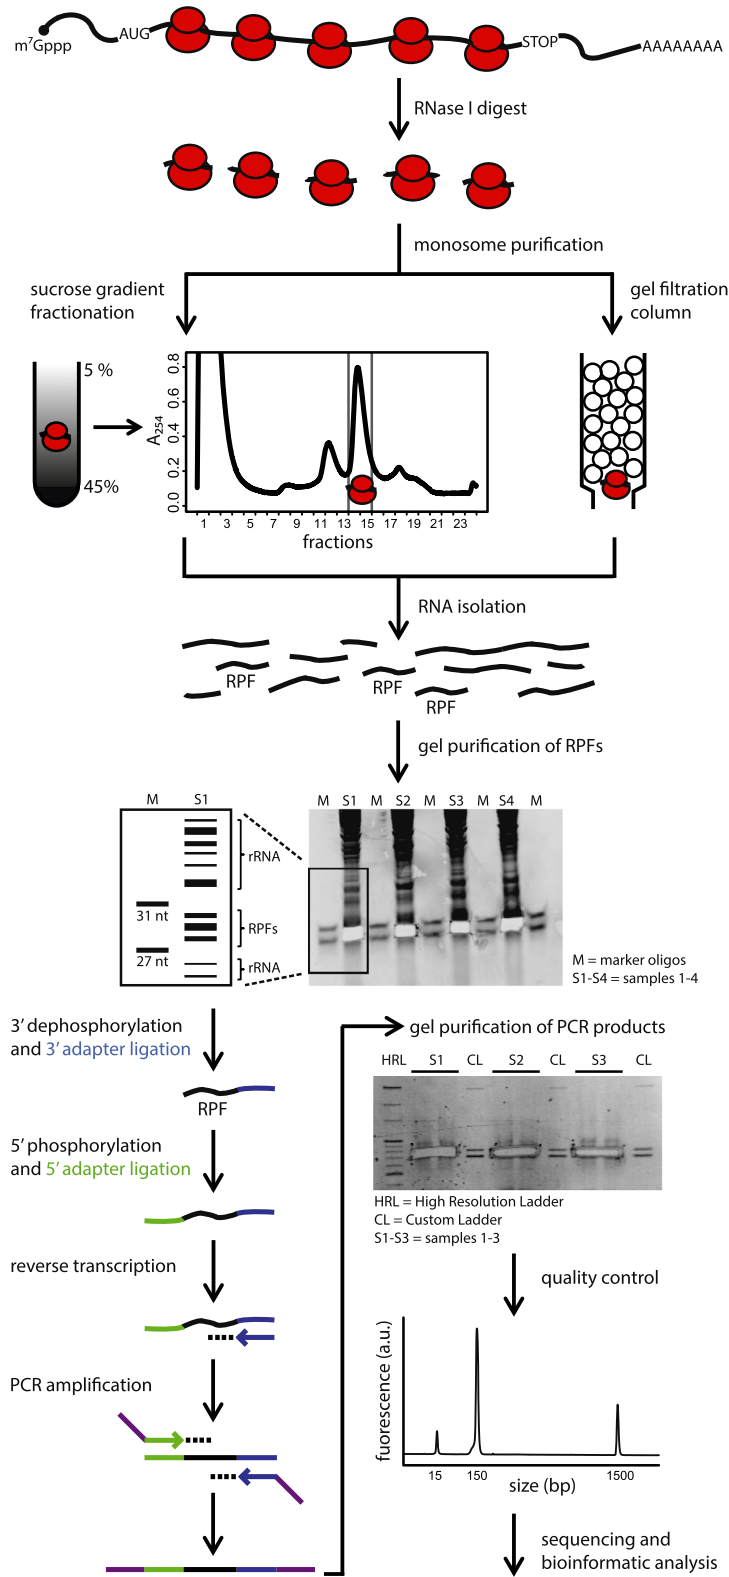 m7Gppp
AUG
STOP
AAAAAAAA
RNase I digest
monosome purification
sucrose gradient
fractionation
gel filtration
column
5 %
45%
0.8
0.6
0.4
0.2
0.0
A254
1 3 5 7 9 11 13 15 17 19 21 23
fractions
RNA isolation
RPF
RPF
RPF
gel purification of RPFs
M S1
rRNA
31 nt
RPFs
27 nt
rRNA
M S1 M S2 M S3 M S4 M
M = marker oligos
S1-S4 = samples 1-4
3’ dephosphorylation
and 3’ adapter ligation
RPF
5’ phosphorylation
and 5’ adapter ligation
reverse transcription
PCR amplification
gel purification of PCR products
HRL S1 CL S2 CL S3 CL
HRL = High Resolution Ladder
CL = Custom Ladder
S1-S3 = samples 1-3
quality control
fluorescence (a.u.)
15 150 1500
size (bp)
sequencing and
bioinformatic analysis